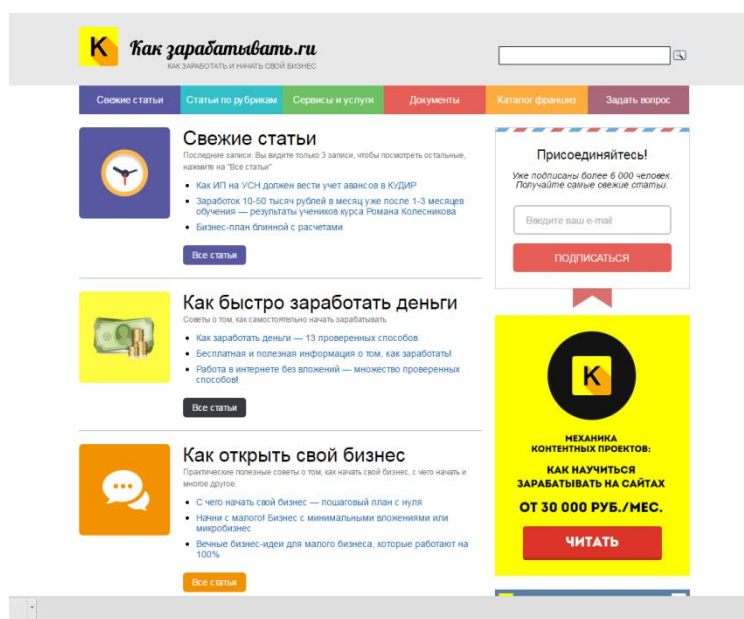 K Как зарабатывать.ru
КАК ЗАРАБОТАТЬ И НАЧАТЬ СВОЙ БИЗНЕС
Свежие статьи Статьи по рубрикам Сервисы и услуги Документы Каталог франшиз Задать вопрос
Свежие статьи
Последние записи. Вы видите только 3 записи, чтобы посмотреть остальные,
нажмите на "Все статьи"
• Как ИП на УСН должен вести учет авансов в КУДИР
• Заработок 10-50 тысяч рублей в месяц уже после 1-3 месяцев
обучения — результаты учеников курса Романа Колесникова
• Бизнес-план блинной с расчетами
Все статьи
Как быстро заработать деньги
Советы о том, как самостоятельно начать зарабатывать
• Как заработать деньги — 13 проверенных способов
• Бесплатная и полезная информация о том, как заработать!
• Работа в интернете без вложений — множество проверенных
способов!
Все статьи
Как открыть свой бизнес
Практические полезные советы о том, как начать свой бизнес, с чего начать и
многое другое.
• С чего начать свой бизнес — пошаговый план с нуля
• Начни с малого! Бизнес с минимальными вложениями или
микробизнес
• Вечные бизнес-идеи для малого бизнеса, которые работают на
100%
Все статьи
Присоединяйтесь!
Уже подписаны более 6 000 человек.
Получайте самые свежие статьи.
Введите ваш e-mail
ПОДПИСАТЬСЯ
K
МЕХАНИКА
КОНТЕНТНЫХ ПРОЕКТОВ:
КАК НАУЧИТЬСЯ
ЗАРАБАТЫВАТЬ НА САЙТАХ
ОТ 30 000 РУБ./МЕС.
ЧИТАТЬ